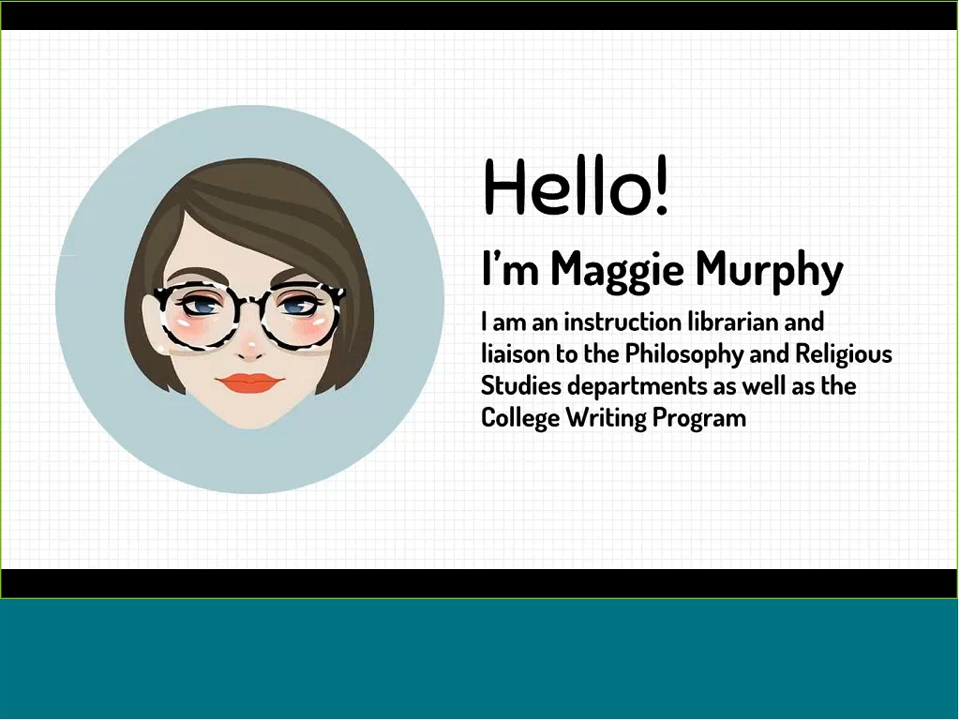 Hello!
I’m Maggie Murphy
I am an instruction librarian and
liaison to the Philosophy and Religious
Studies departments as well as the
College Writing Program